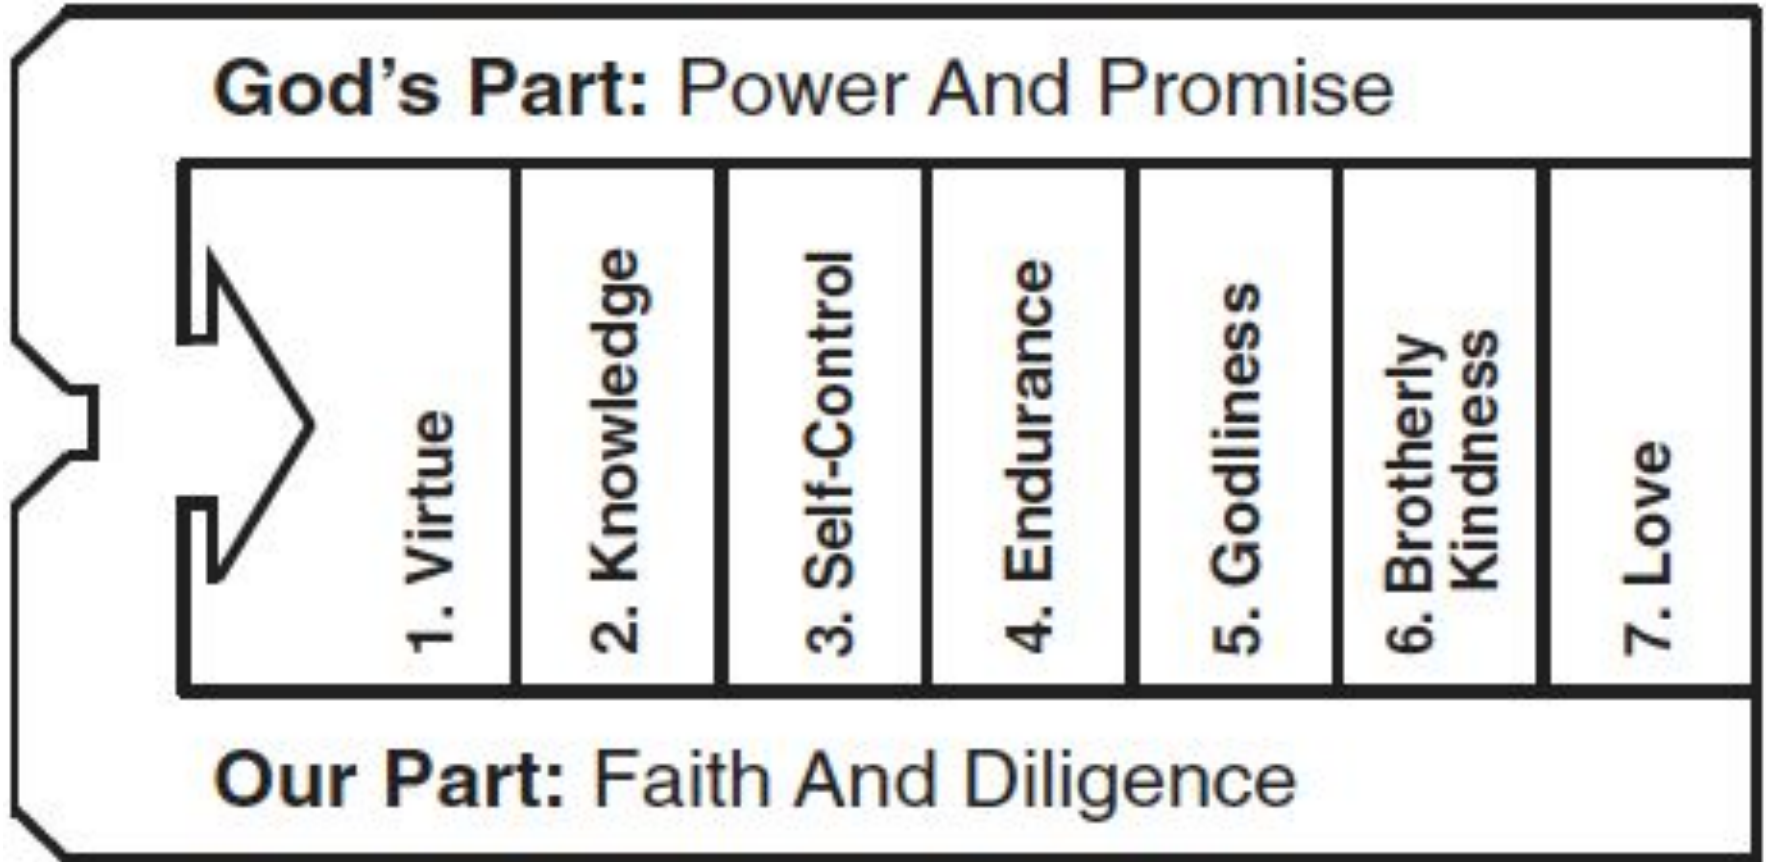 God’s Part: Power And Promise
1. Virtue
2. Knowledge
3. Self-Control
4. Endurance
5. Godliness
6. Brotherly
Kindness
7. Love
Our Part: Faith And Diligence